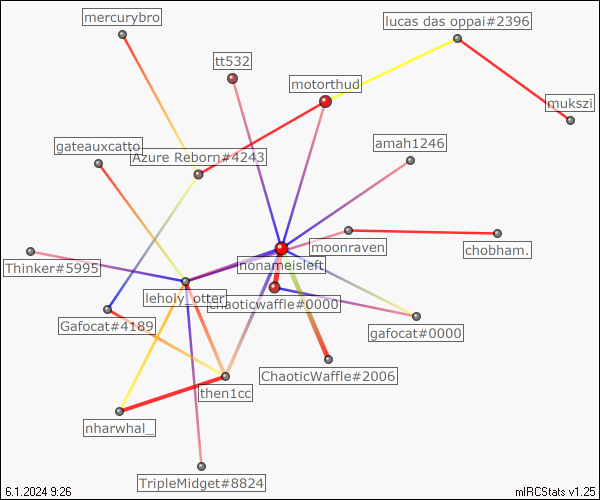 mercurybro
lucas das oppai#2396
tt532
motorthud
mukszi
gateauxcatto
amah1246
Azure Reborn#4243
moonraven
chobham.
nonameisleft
Thinker#5995
leholy_otter
chaoticwaffle#0000
Gafocat#4189
gafocat#0000
ChaoticWaffle#2006
then1cc
nharwhal_
TripleMidget#8824
6.1.2024 9:26
mIRCStats v1.25